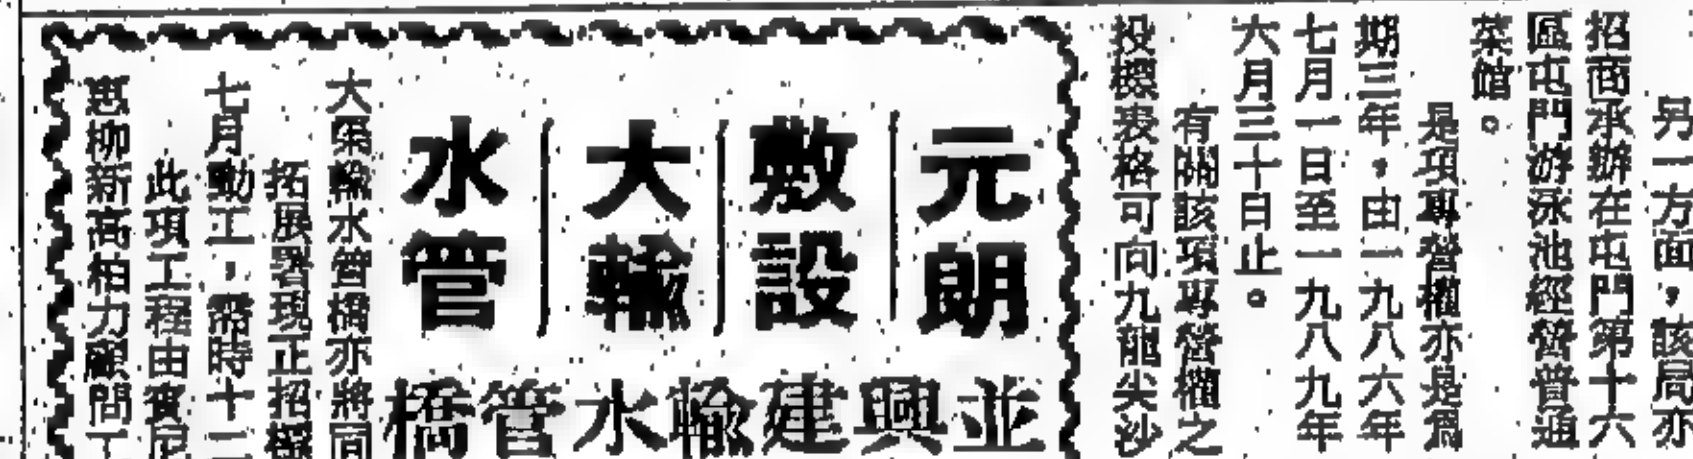 另一方面，該局亦
招商承辦在屯門第十六
區屯門游泳池經營普通
菜館。
是項專營權亦是爲
期三年，由一九八六年
七月一日至一九八九年
六月三十日止。
有關該項專營權之
投標表格可向九龍尖沙
元朗
敷設
大輸
水管
並興建輸水管橋
大渠輸水管橋亦將同
拓展署現正招標
七月動工，需時十二
此項工程由賓尼
惠柳新高柏力顧問工